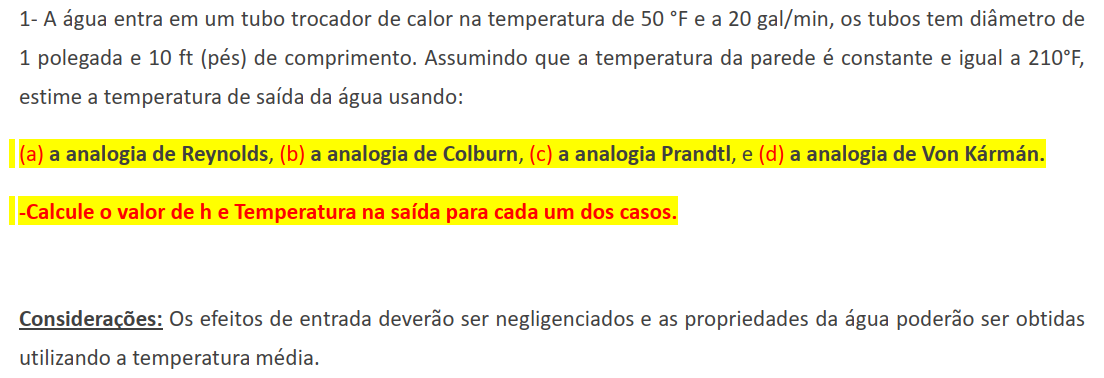 1- A água entra em um tubo trocador de calor na temperatura de 50 °F e a 20 gal/min, os tubos tem diâmetro de
1 polegada e 10 ft (pés) de comprimento. Assumindo que a temperatura da parede é constante e igual a 210°F,
estime a temperatura de saída da água usando:
(a) a analogia de Reynolds, (b) a analogia de Colburn, (c) a analogia Prandtl, e (d) a analogia de Von Kármán.
-Calcule o valor de h e Temperatura na saída para cada um dos casos.
Considerações: Os efeitos de entrada deverão ser negligenciados e as propriedades da água poderão ser obtidas
utilizando a temperatura média.